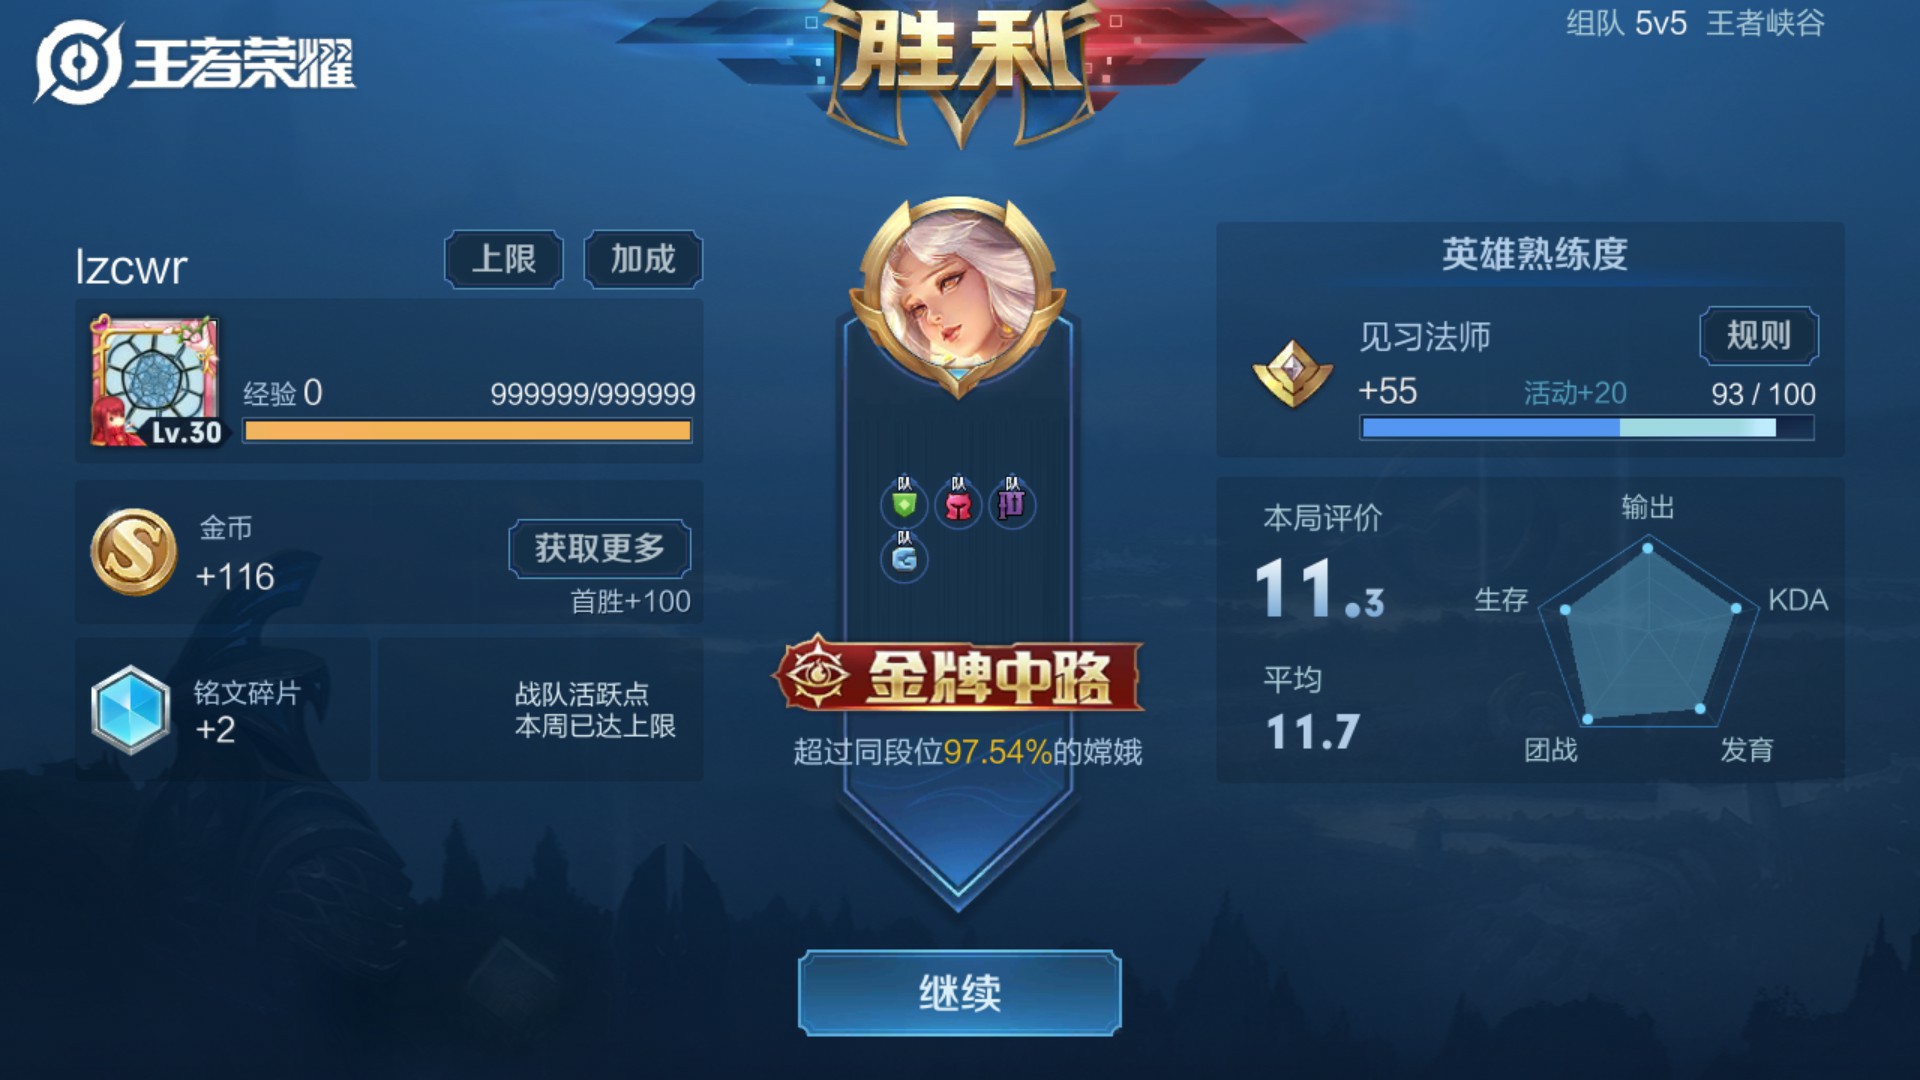 王者荣耀
胜利
组队 5v5 王者峡谷
lzcwr
上限
加成
Lv.30
经验 0
999999/999999
金币
+116
获取更多
首胜+100
铭文碎片
+2
战队活跃点
本周已达上限
队
队
队
队
金牌中路
超过同段位97.54%的嫦娥
继续
英雄熟练度
见习法师
规则
+55
活动+20
93 / 100
本局评价
11.3
平均
11.7
输出
生存
KDA
团战
发育